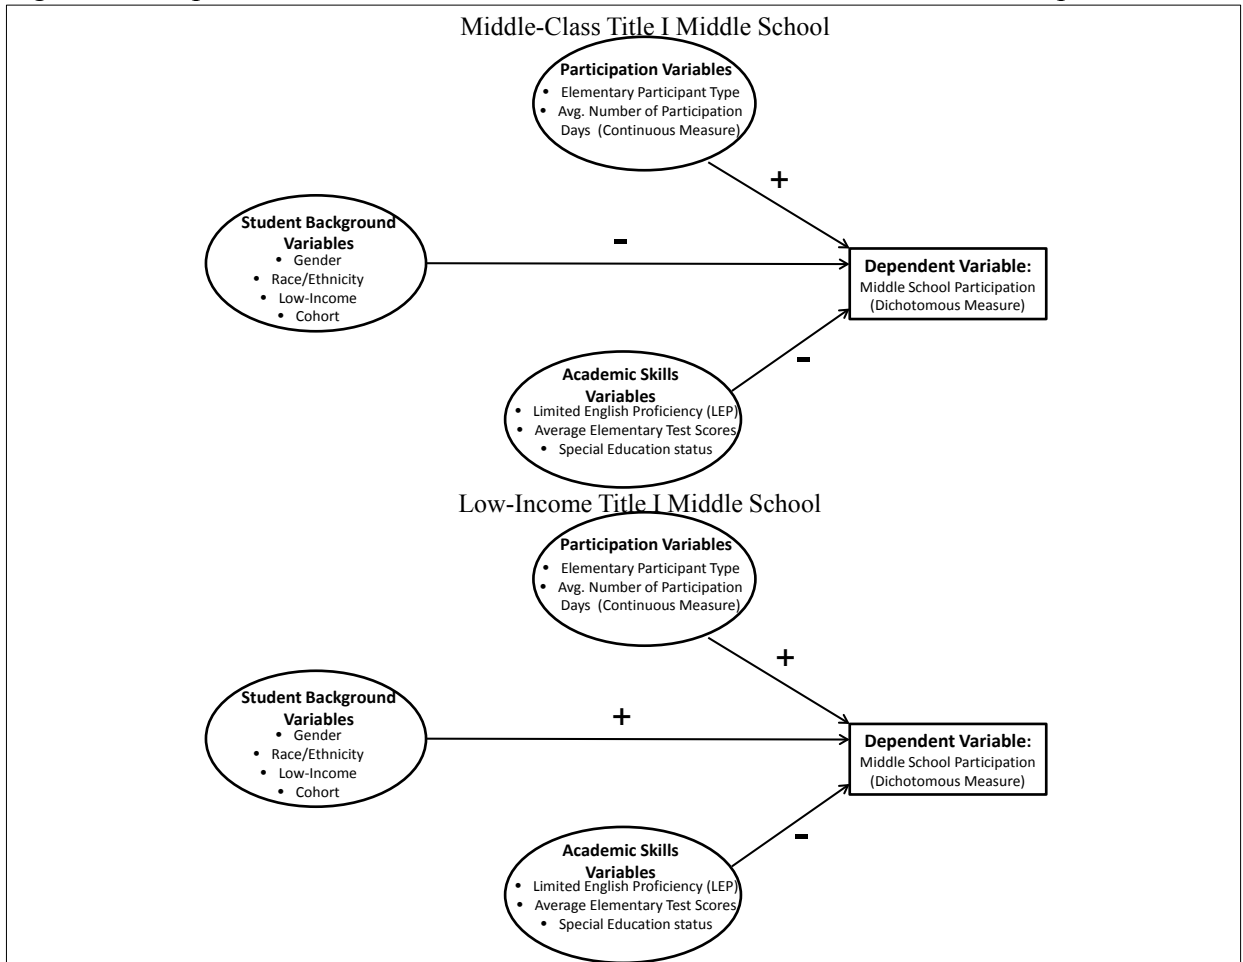 Middle-Class Title I Middle School
Participation Variables
• Elementary Participant Type
• Avg. Number of Participation
Days (Continuous Measure)
+
Student Background
Variables
• Gender
• Race/Ethnicity
• Low-Income
• Cohort
-
Dependent Variable:
Middle School Participation
(Dichotomous Measure)
-
Academic Skills
Variables
• Limited English Proficiency (LEP)
• Average Elementary Test Scores
• Special Education status
Low-Income Title I Middle School
Participation Variables
• Elementary Participant Type
• Avg. Number of Participation
Days (Continuous Measure)
+
Student Background
Variables
• Gender
• Race/Ethnicity
• Low-Income
• Cohort
+
Dependent Variable:
Middle School Participation
(Dichotomous Measure)
-
Academic Skills
Variables
• Limited English Proficiency (LEP)
• Average Elementary Test Scores
• Special Education status